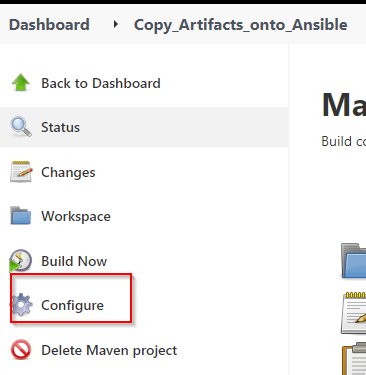 Dashboard Copy_Artifacts_onto_Ansible
Back to Dashboard
Status
Changes
Workspace
Build Now
Configure
Delete Maven project
Ma
Build co